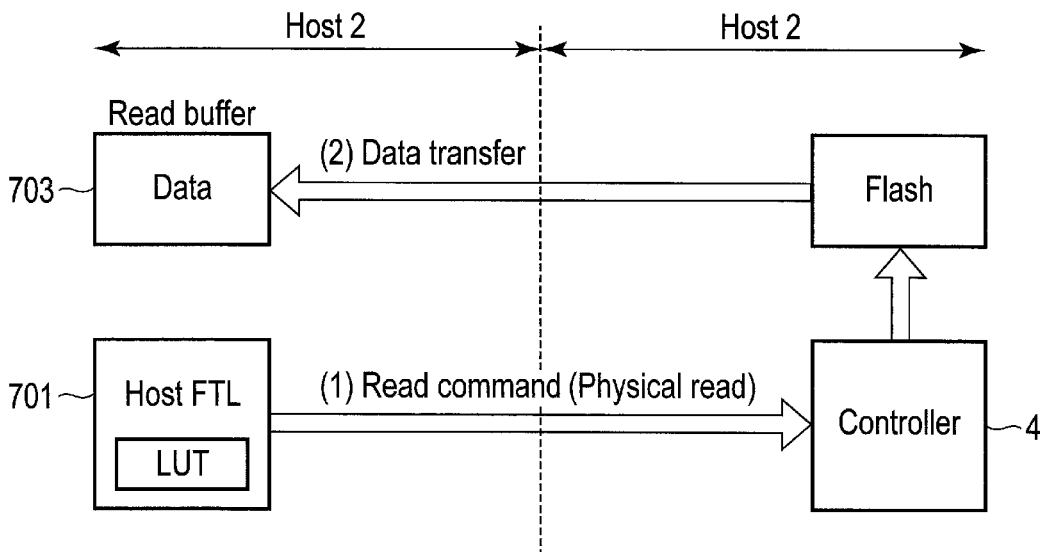 Host 2
Host 2
Read buffer
703
Data
(2) Data transfer
Flash
701
Host FTL
LUT
(1) Read command (Physical read)
Controller
4